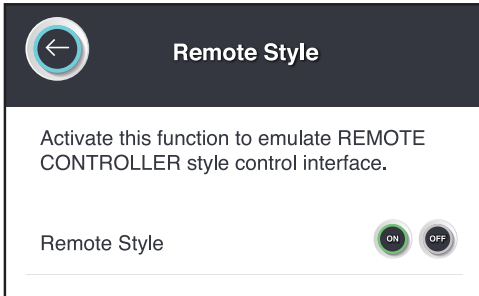 Remote Style
Activate this function to emulate REMOTE
CONTROLLER style control interface.
Remote Style
ON OFF